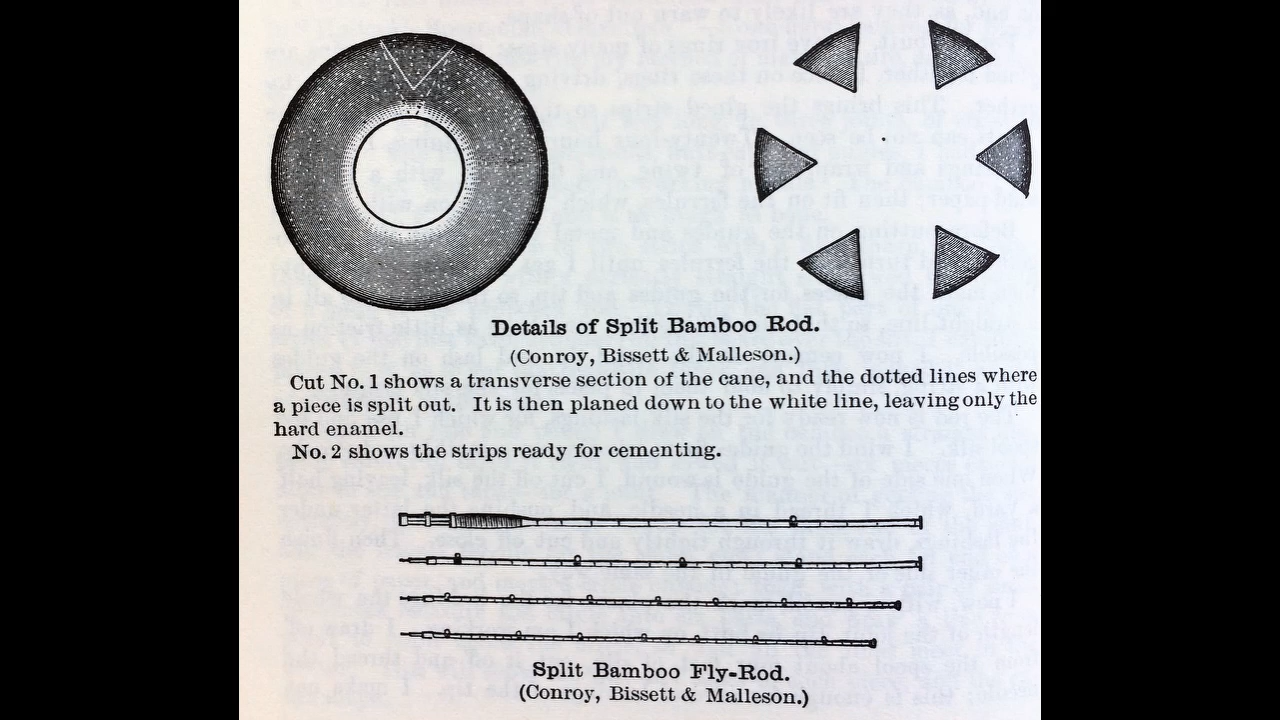 Details of Split Bamboo Rod.
(Conroy, Bissett & Malleson.)
Cut No. 1 shows a transverse section of the cane, and the dotted lines where
a piece is split out. It is then planed down to the white line, leaving only the
hard enamel.
No. 2 shows the strips ready for cementing.
Split Bamboo Fly-Rod.
(Conroy, Bissett & Malleson.)